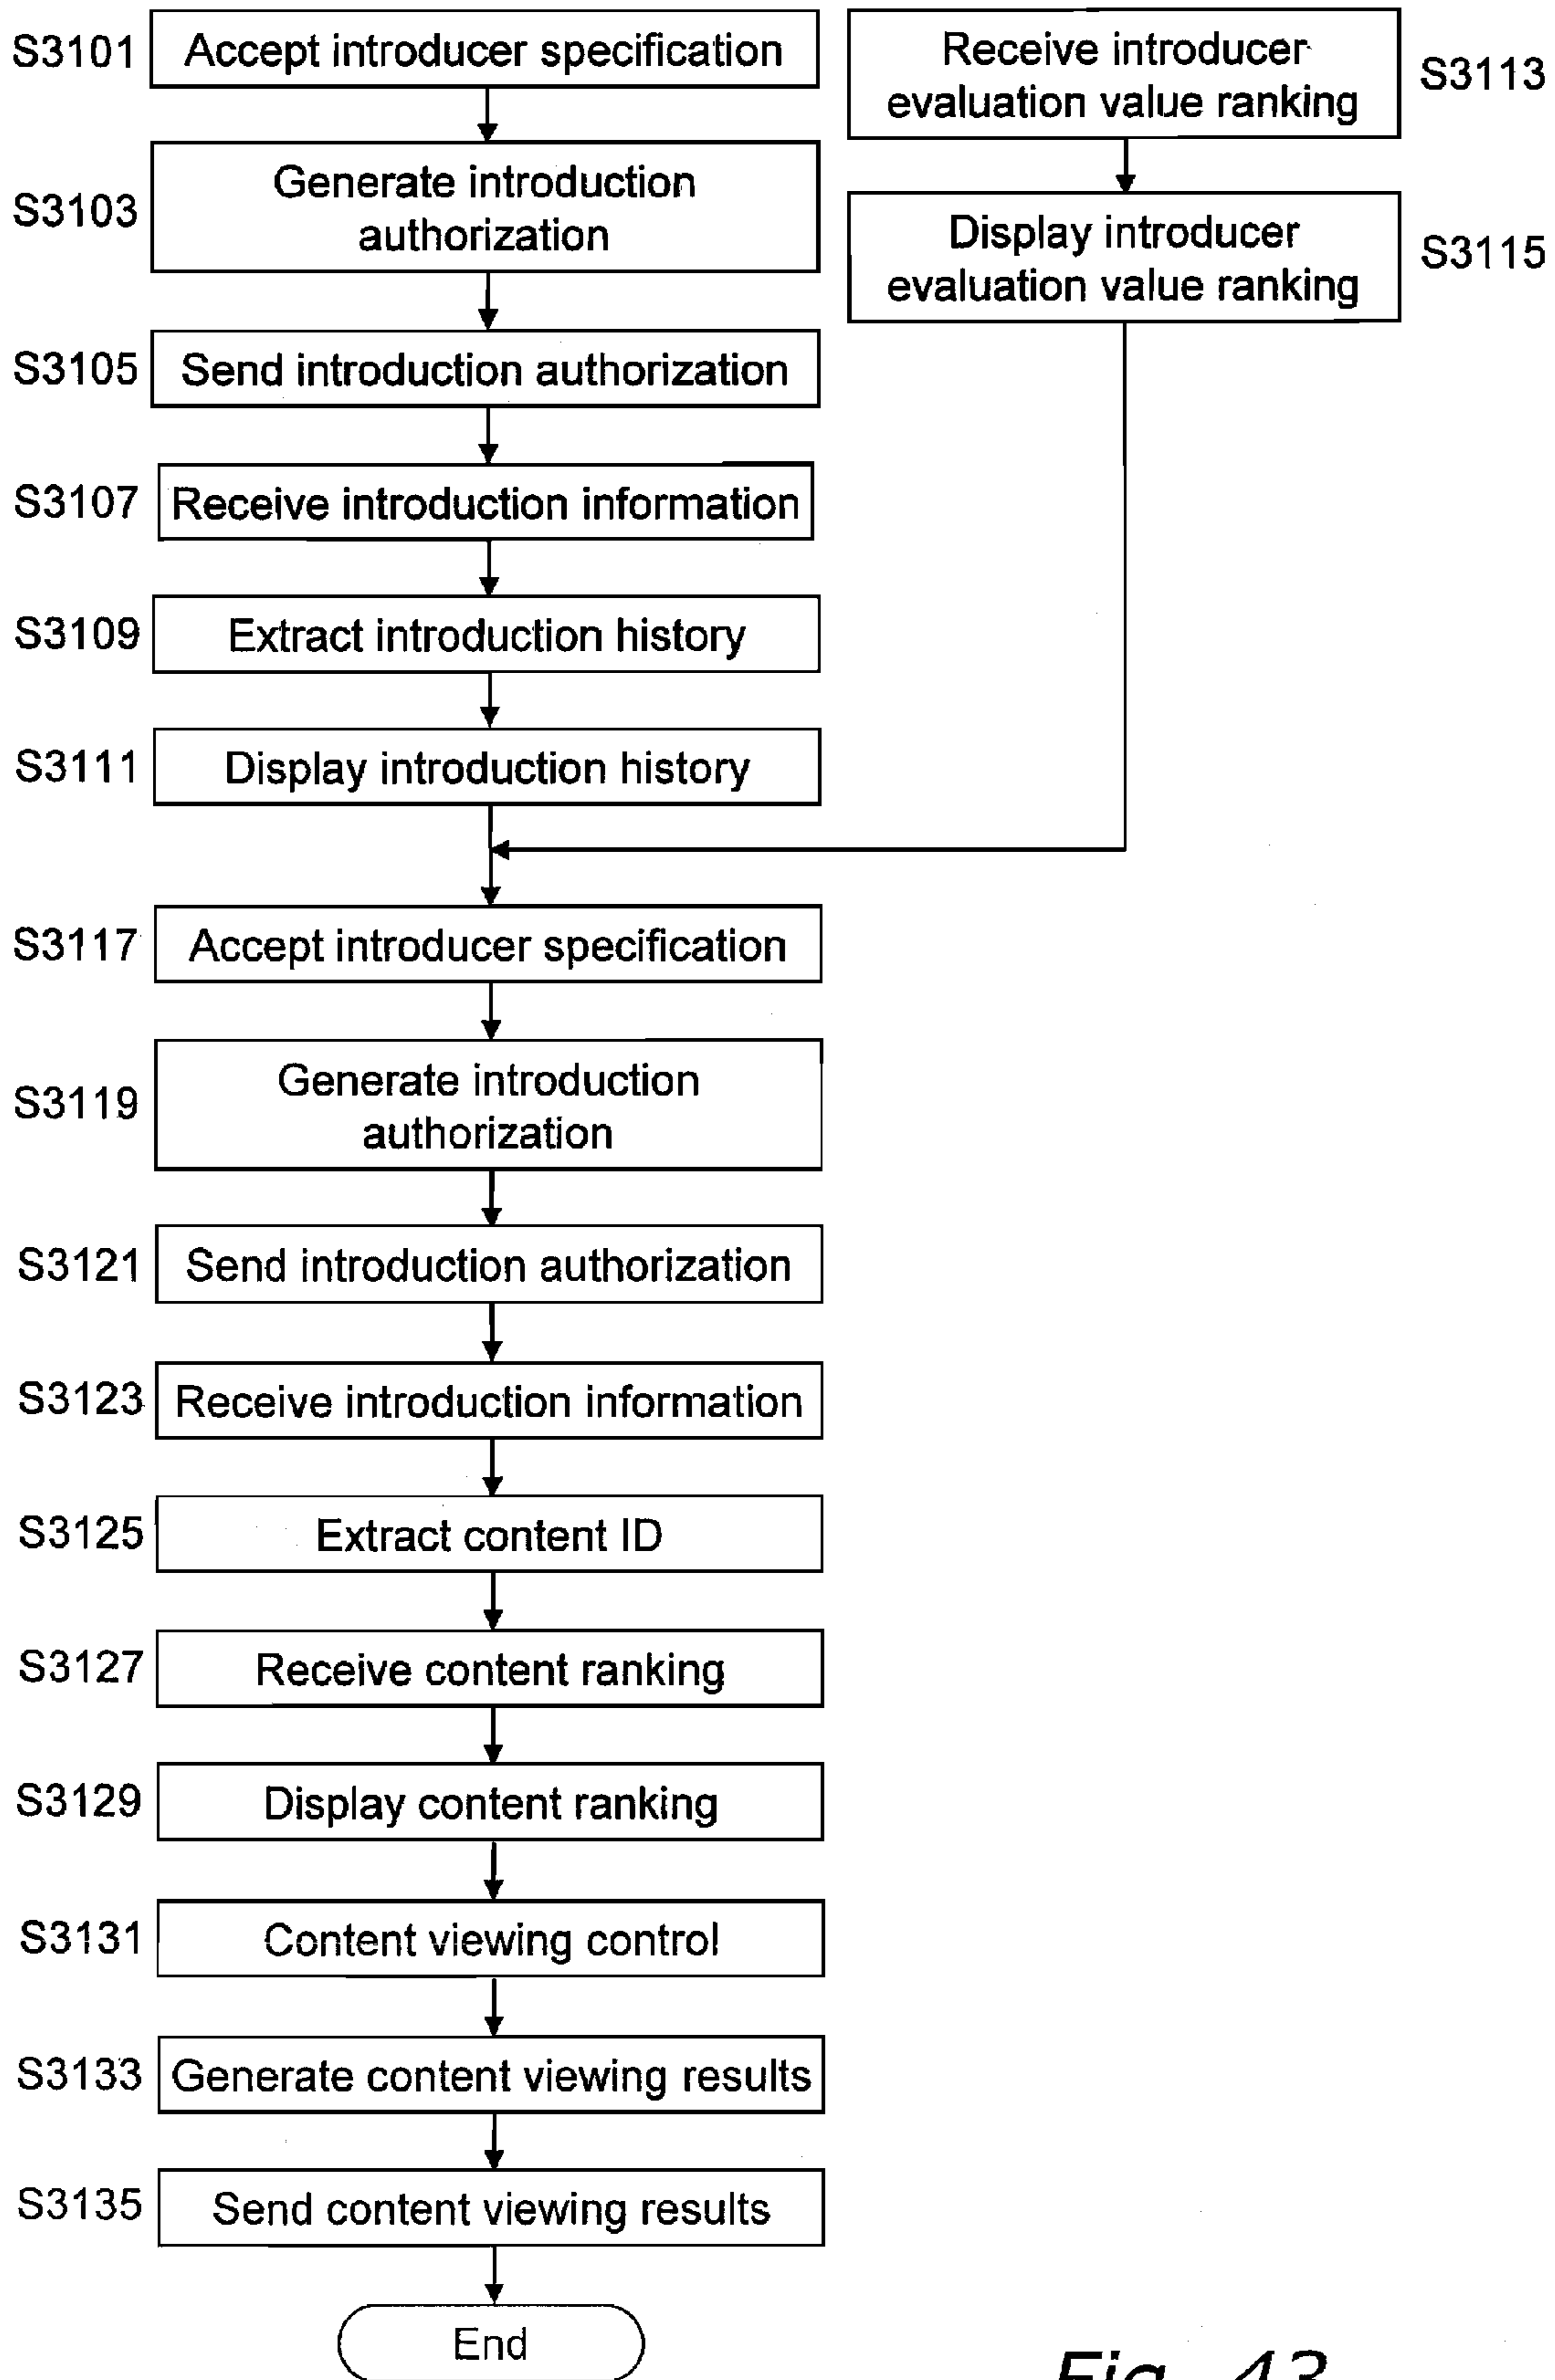 S3101
Accept introducer specification
Receive introducer
evaluation value ranking
S3113
S3103
Generate introduction
authorization
Display introducer
evaluation value ranking
S3115
S3105
Send introduction authorization
S3107
Receive introduction information
S3109
Extract introduction history
S3111
Display introduction history
S3117
Accept introducer specification
S3119
Generate introduction
authorization
S3121
Send introduction authorization
S3123
Receive introduction information
S3125
Extract content ID
S3127
Receive content ranking
S3129
Display content ranking
S3131
Content viewing control
S3133
Generate content viewing results
S3135
Send content viewing results
End
Fig. 43